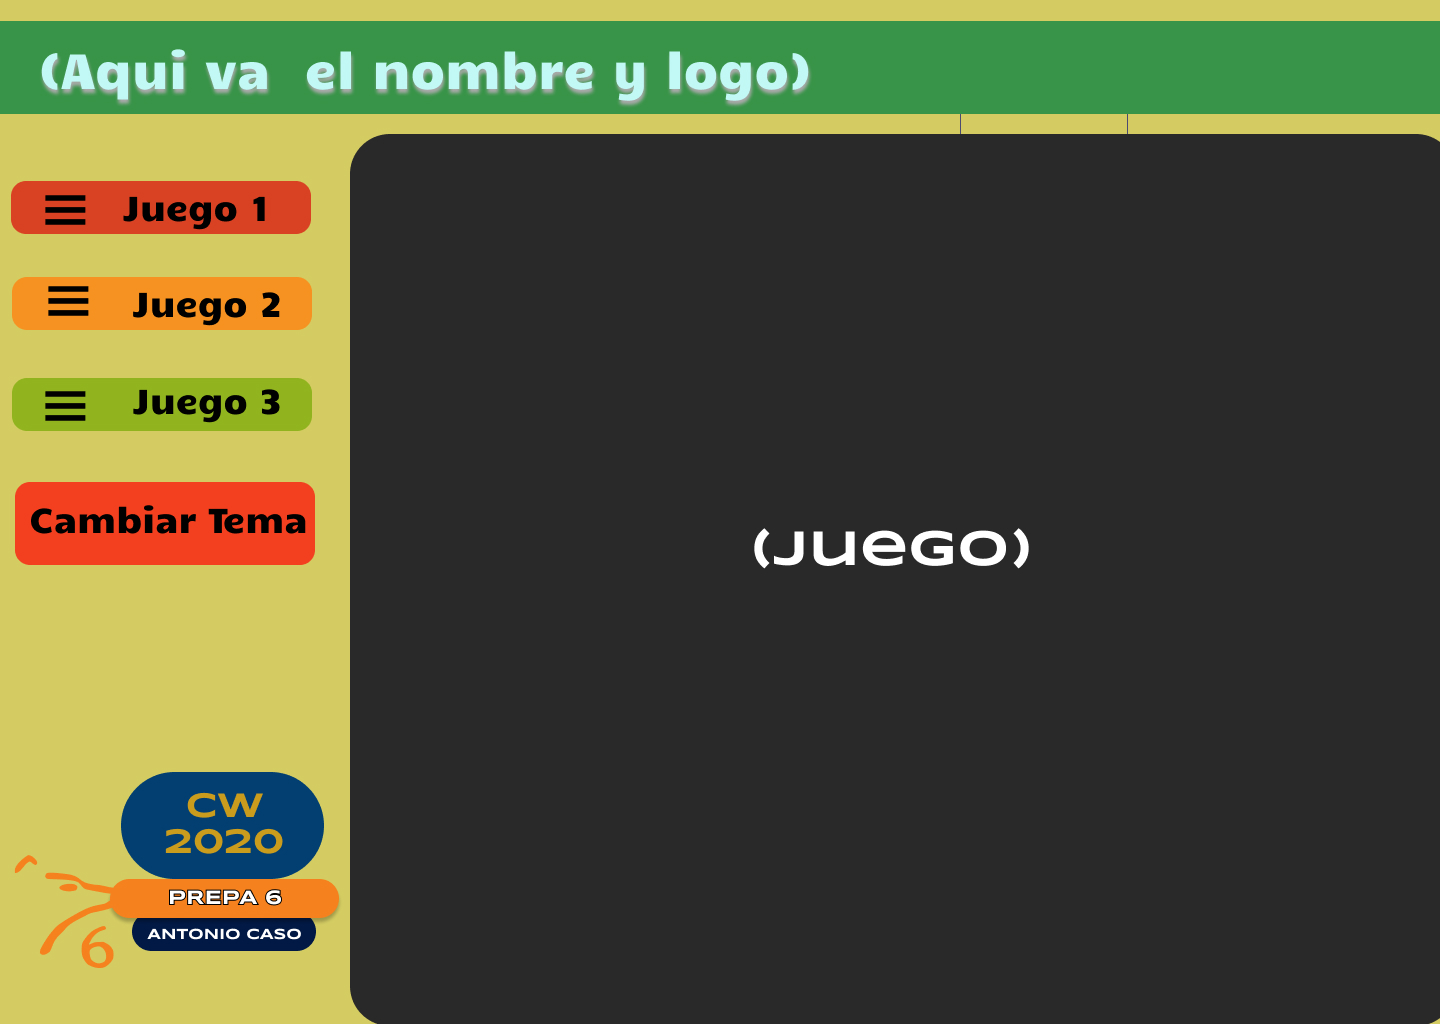 (Aqui va el nombre y logo)
Juego 1
Juego 2
Juego 3
Cambiar Tema
(Juego)
CW
2020
PREPA 6
ANTONIO CASO
6